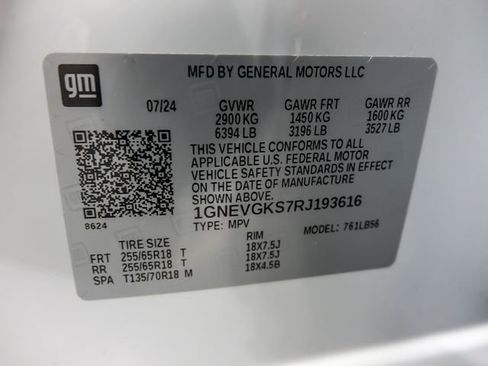 gm
MFD BY GENERAL MOTORS LLC
07/24 GVWR GAWR FRT GAWR RR
2900 KG 1450 KG 1600 KG
6394 LB 3196 LB 3527 LB
THIS VEHICLE CONFORMS TO ALL
APPLICABLE U.S. FEDERAL MOTOR
VEHICLE SAFETY STANDARDS IN EFFECT
ON THE DATE OF MANUFACTURE
SHOWN ABOVE.
1GNEVGKS7RJ193616
TYPE: MPV MODEL: 761LB56
8624
TIRE SIZE RIM
FRT 255/65R18 T 18X7.5J
RR 255/65R18 T 18X7.5J
SPA T135/70R18 M 18X4.5B